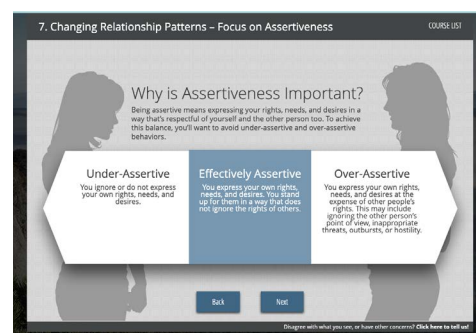 7. Changing Relationship Patterns – Focus on Assertiveness
COURSE LIST
Why is Assertiveness Important?
Being assertive means expressing your rights, needs, and desires in a
way that's respectful of yourself and the other person too. To achieve
this balance, you'll want to avoid under-assertive and over-assertive
behaviors.
Under-Assertive
You ignore or do not express
your own rights, needs, and
desires.
Effectively Assertive
You express your own rights,
needs, and desires. You stand
up for them in a way that does
not ignore the rights of others.
Over-Assertive
You express your own rights,
needs, and desires at the
expense of other people's
rights. This may include
ignoring the other person's
point of view, inappropriate
threats, outbursts, or hostility.
Back
Next
Disagree with what you see, or have other concerns? Click here to tell us!